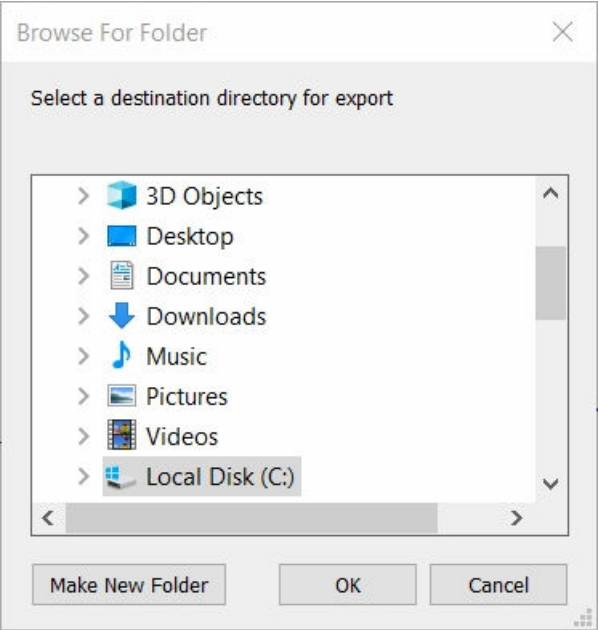 Browse For Folder
Select a destination directory for export
3D Objects
Desktop
Documents
Downloads
Music
Pictures
Videos
Local Disk (C:)
Make New Folder OK Cancel